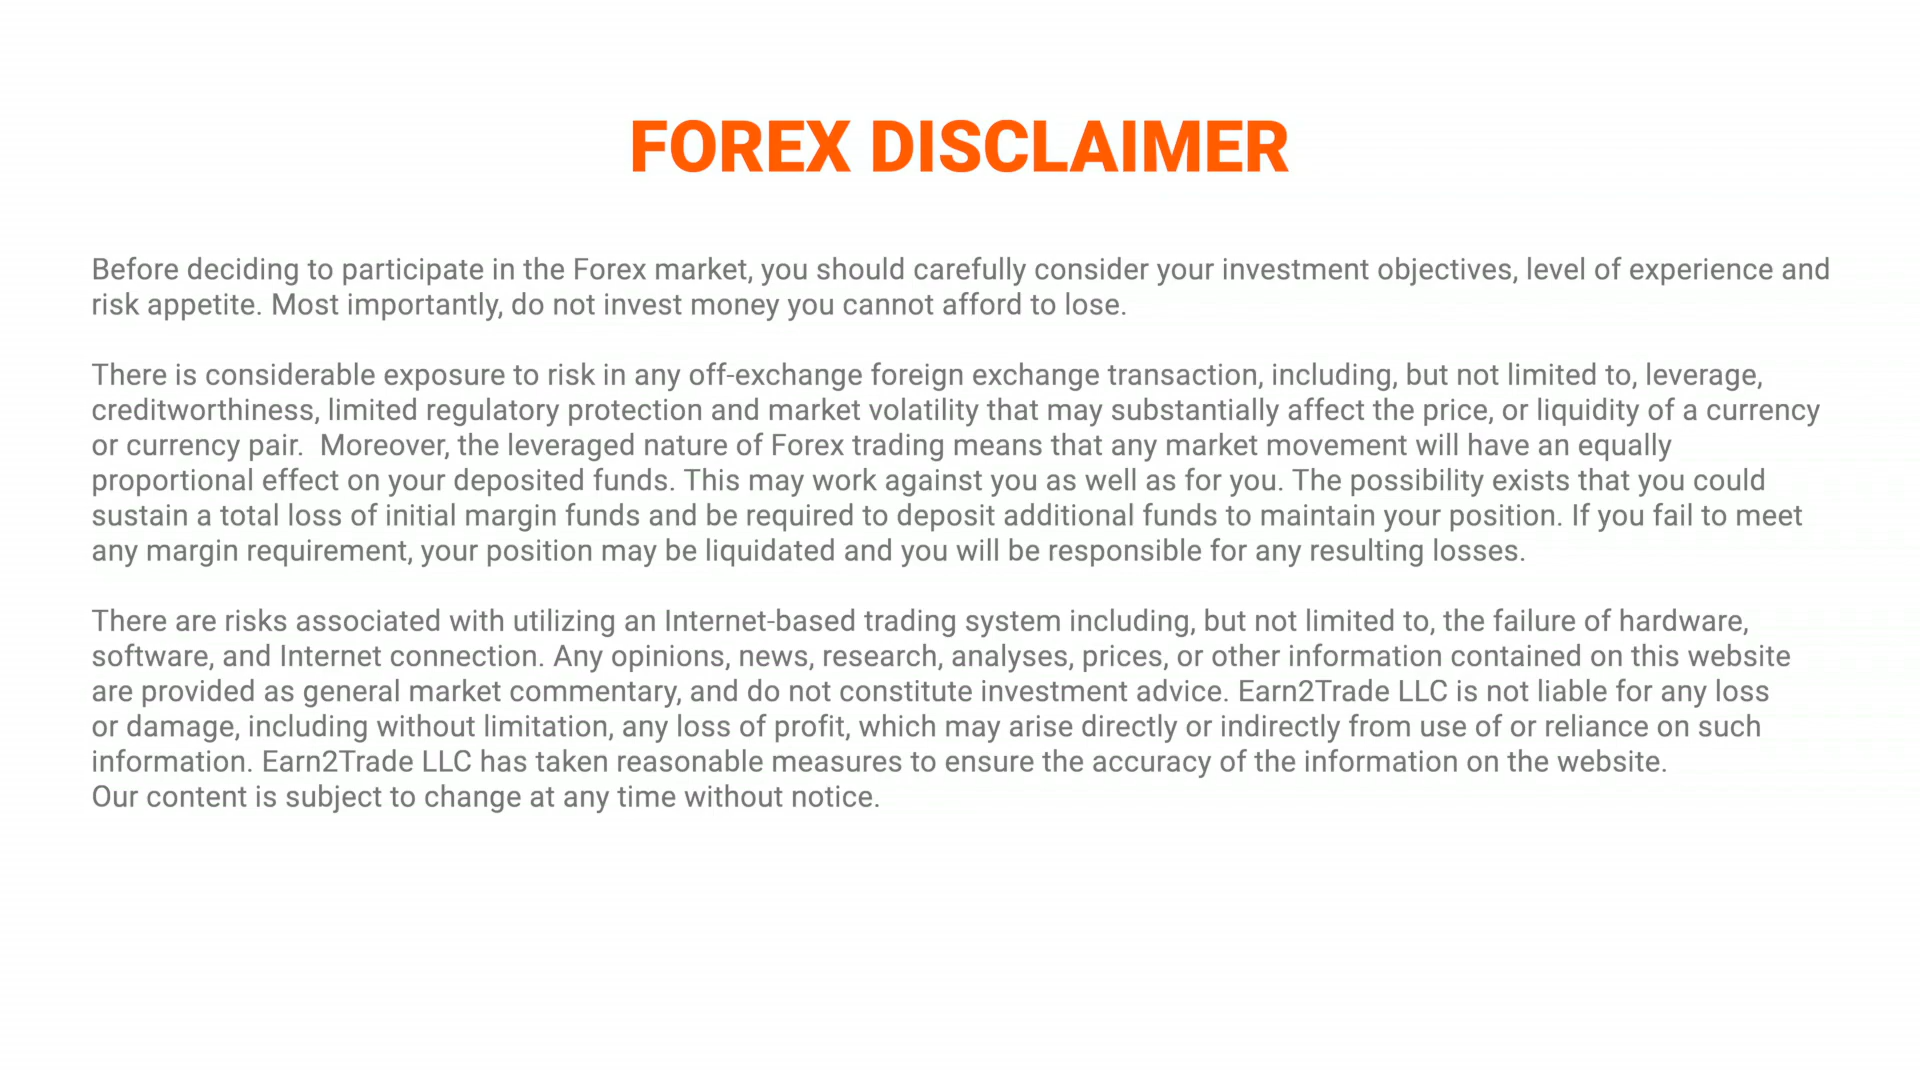 FOREX DISCLAIMER
Before deciding to participate in the Forex market, you should carefully consider your investment objectives, level of experience and
risk appetite. Most importantly, do not invest money you cannot afford to lose.
There is considerable exposure to risk in any off-exchange foreign exchange transaction, including, but not limited to, leverage,
creditworthiness, limited regulatory protection and market volatility that may substantially affect the price, or liquidity of a currency
or currency pair.  Moreover, the leveraged nature of Forex trading means that any market movement will have an equally
proportional effect on your deposited funds. This may work against you as well as for you. The possibility exists that you could
sustain a total loss of initial margin funds and be required to deposit additional funds to maintain your position. If you fail to meet
any margin requirement, your position may be liquidated and you will be responsible for any resulting losses.
There are risks associated with utilizing an Internet-based trading system including, but not limited to, the failure of hardware,
software, and Internet connection. Any opinions, news, research, analyses, prices, or other information contained on this website
are provided as general market commentary, and do not constitute investment advice. Earn2Trade LLC is not liable for any loss
or damage, including without limitation, any loss of profit, which may arise directly or indirectly from use of or reliance on such
information. Earn2Trade LLC has taken reasonable measures to ensure the accuracy of the information on the website.
Our content is subject to change at any time without notice.